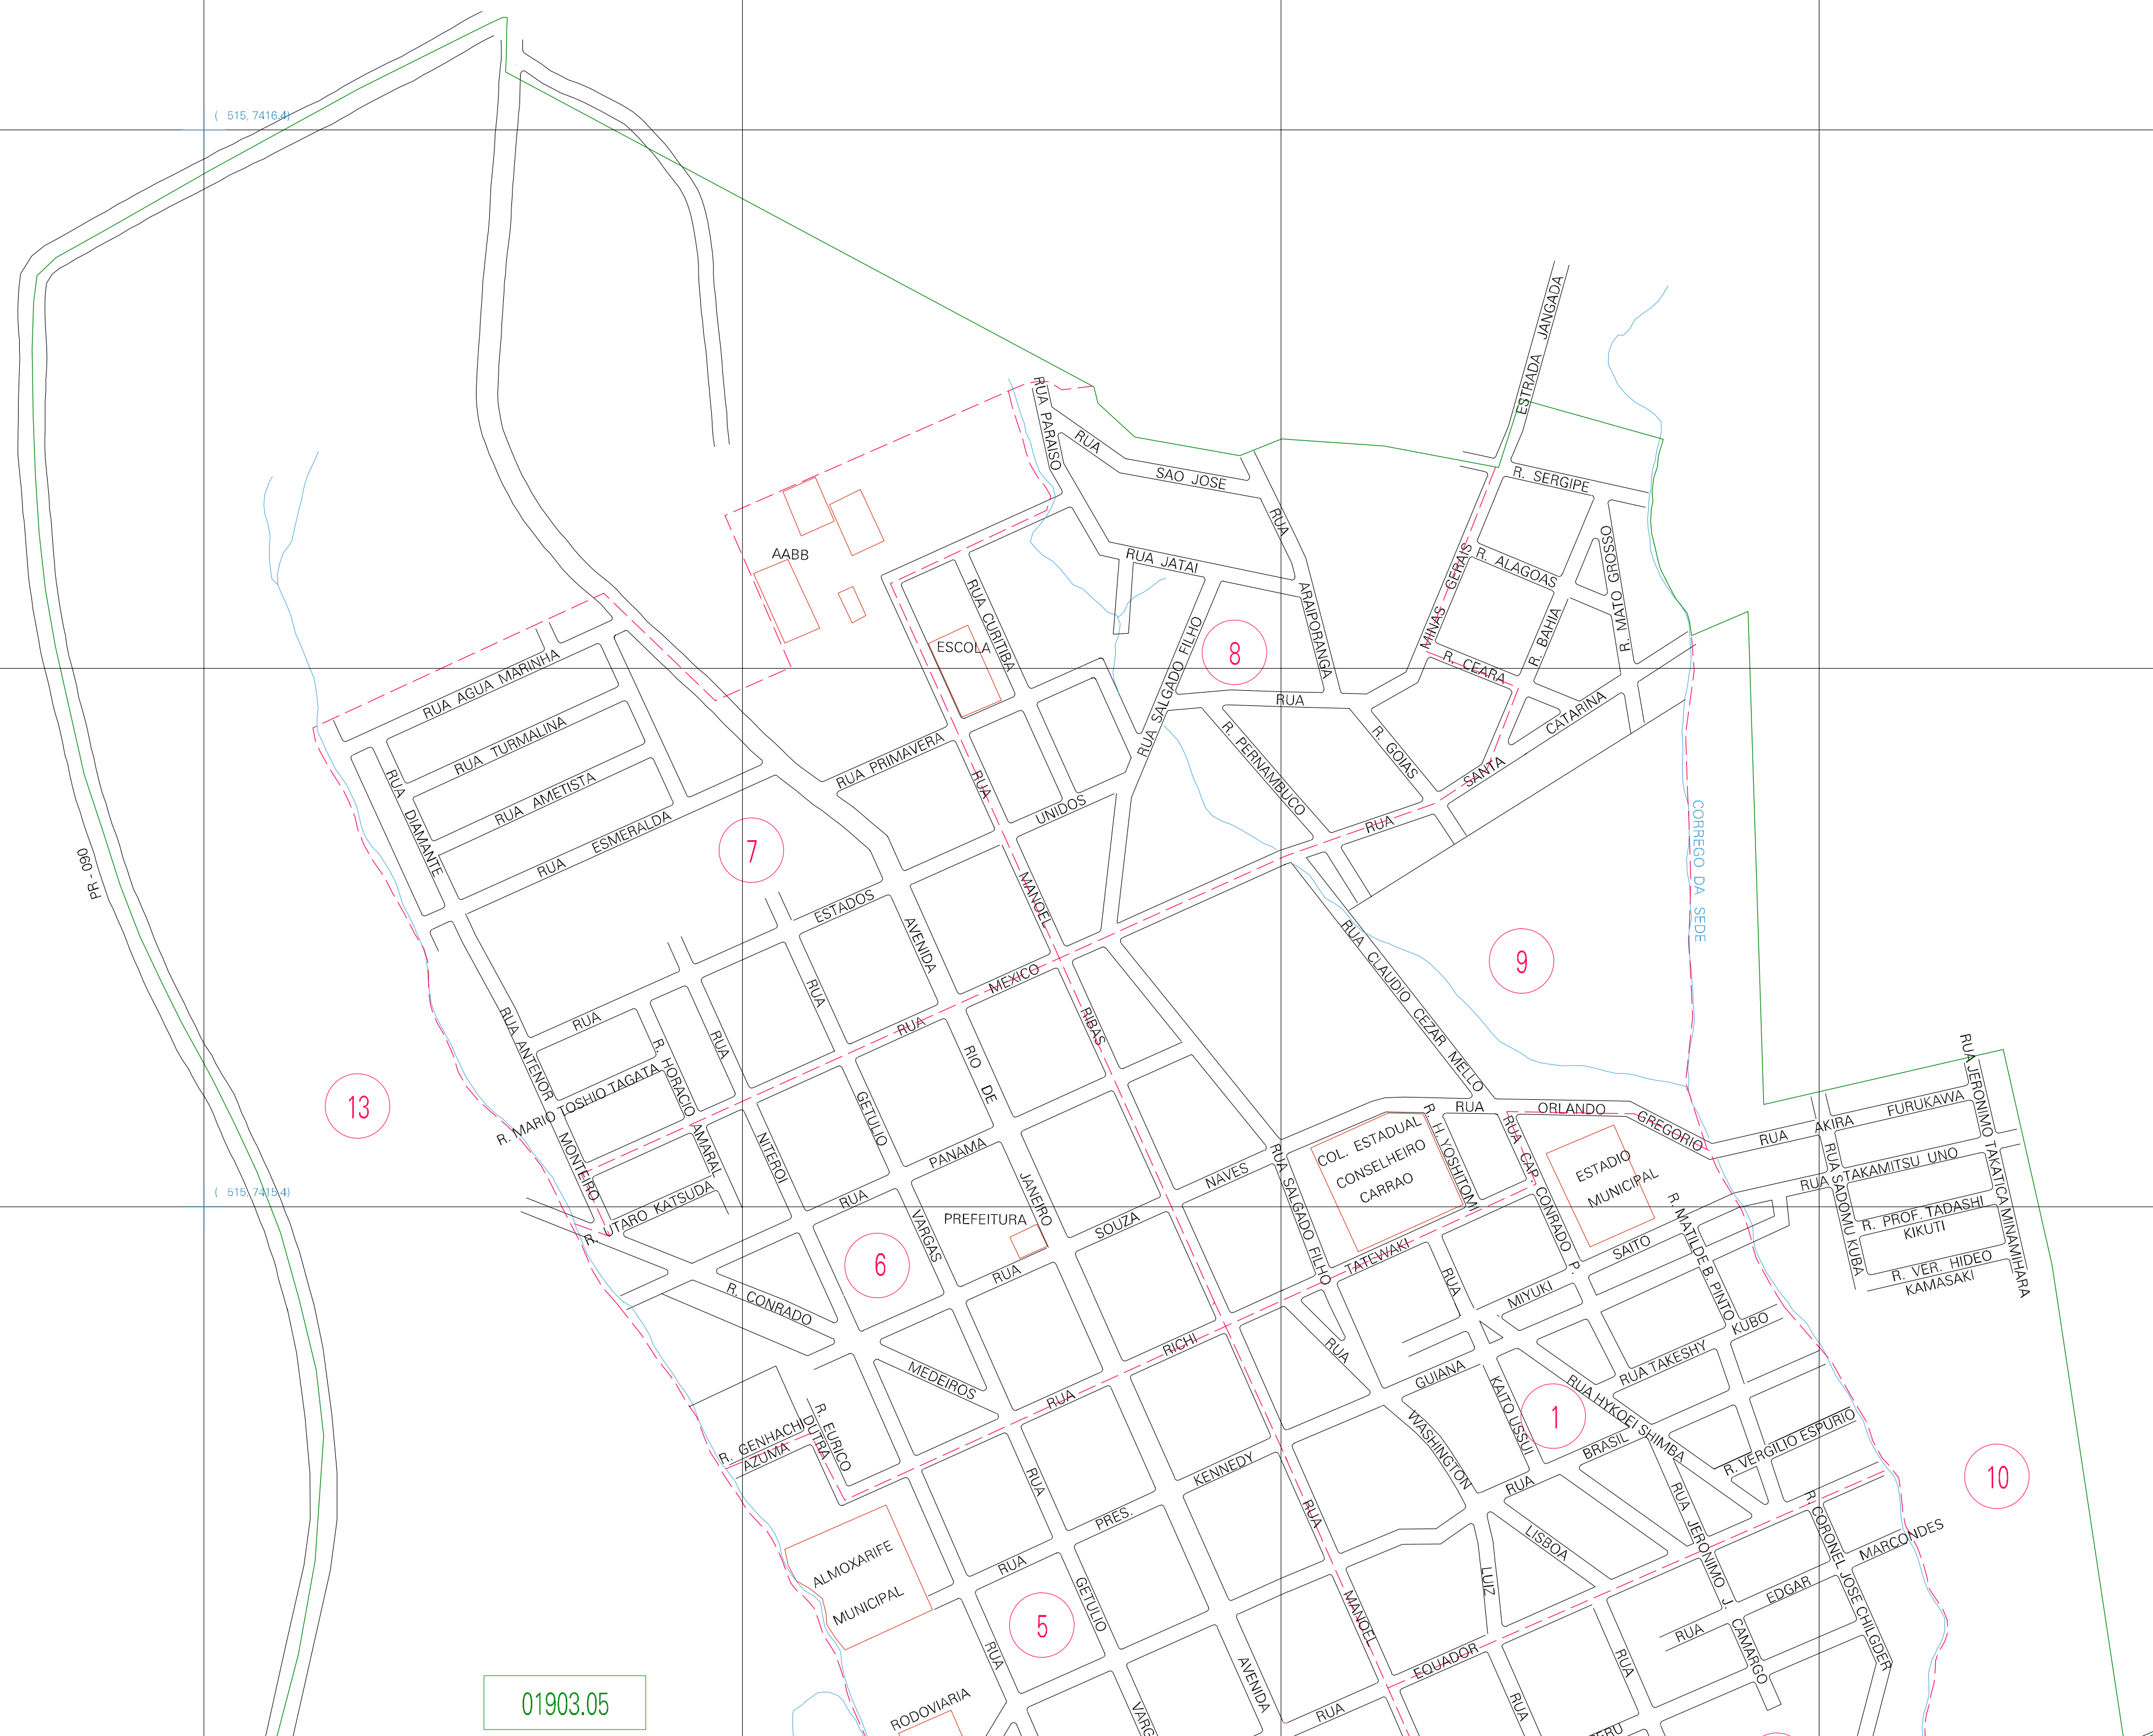 ( 515, 7416.4)
ESTRADA JANGADA
RUA PARAISO
RUA SAO JOSE
R. SERGIPE
RUA ARAIPORANGA
R. MATO GROSSO
AABB
RUA JATAI
MINAS GERAIS
R. ALAGOAS
RUA CURITIBA
ESCOLA
RUA SALGADO FILHO
8
R. BAHIA
R. CEARA
RUA AGUA MARINHA
RUA
RUA TURMALINA
RUA PRIMAVERA
R. PERNAMBUCO
R. GOIAS
RUA SANTA CATARINA
RUA DIAMANTE
RUA AMETISTA
RUA ESMERALDA
7
RUA MANOEL RIBAS
UNIDOS
PR-090
CORREGO DA SEDE
ESTADOS
AVENIDA
RUA CLAUDIO CEZAR MELLO
9
MEXICO
RUA
RUA
RUA ANTENOR MONTEIRO
RUA
RUA NITEROI
R. HORACIO AMARAL
R. MARIO TOSHIO TAGATA
13
GETULIO
RIO DE JANEIRO
RUA ORLANDO GREGORIO
RUA AKIRA FURUKAWA
RUA JERONIMO TAKATICA MINAMIHARA
COL. ESTADUAL
CONSELHEIRO
CARRAO
R. H. YOSHITOMI
RUA CAP. CONRADO P.
ESTADIO
MUNICIPAL
RUA TAKAMITSU UNO
RUA SADOMU KUBA
R. PROF. TADASHI
KIKUTI
R. VER. HIDEO
KAMASAKI
( 515, 7415.4)
R. TARO KATSUDA
PANAMA
RUA
NAVES
RUA SALGADO FILHO
PREFEITURA
VARGAS
SOUZA
RUA
6
R. CONRADO
MEDEIROS
TATEWAKI
RICHI
RUA
RUA
MIYUKI
SAITO
R. MATILDE B. PINTO
RUA TAKESHY
KUBO
RUA HYKOEI SHIMBA
RUA
GUIANA
WASHINGTON
KAITO USSUI
1
BRASIL
RUA
R. VERGILIO ESPURIO
10
R. GENHACHI
AZUMA
R. EURICO
DUTRA
RUA
KENNEDY
PRES.
RUA
RUA MANOEL
LISBOA
LUIZ
RUA JERONIMO J. CAMARGO
R. CORONEL JOSE CHILGDER
MARCONDES
EDGAR
RUA
ALMOXARIFE
MUNICIPAL
5
GETULIO
RUA
AVENIDA
EQUADOR
RUA
RUA
RUA
RODOVIARIA
01903.05